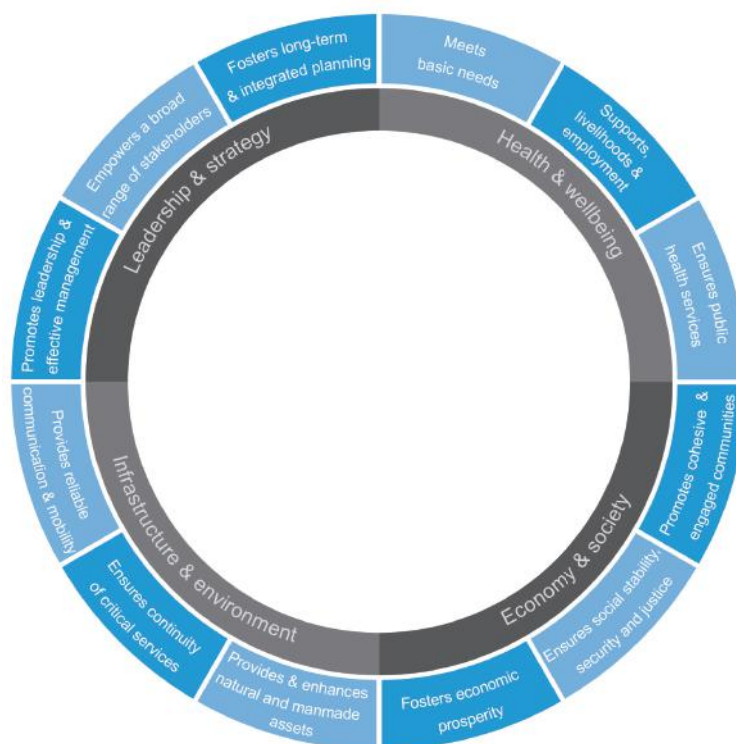 Meets
basic needs
Supports,
livelihoods &
employment
Ensures public
health services
Promotes cohesive &
engaged communities
Ensures social stability,
security and justice
Fosters economic
prosperity
Provides & enhances
natural and manmade
assets
Ensures continuity
of critical services
Provides reliable
communication & mobility
Promotes leadership &
effective management
Empowers a broad
range of stakeholders
Fosters long-term
& integrated planning
Health & wellbeing
Economy & society
Infrastructure & environment
Leadership & strategy